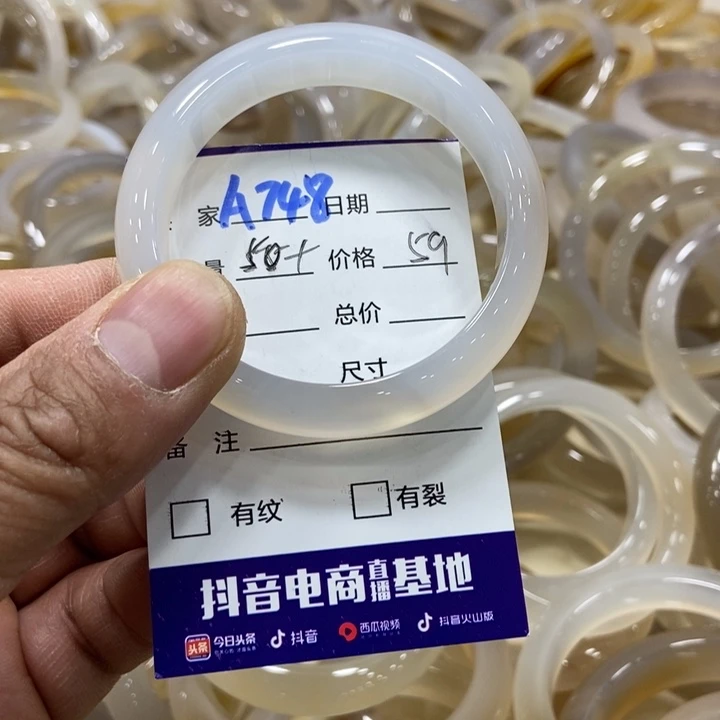 家 A748 日期
量 50+ 价格 59
总价
尺寸
备 注
有纹 有裂
抖音电商直播基地
今日头条 抖音 西瓜视频 抖音火山版